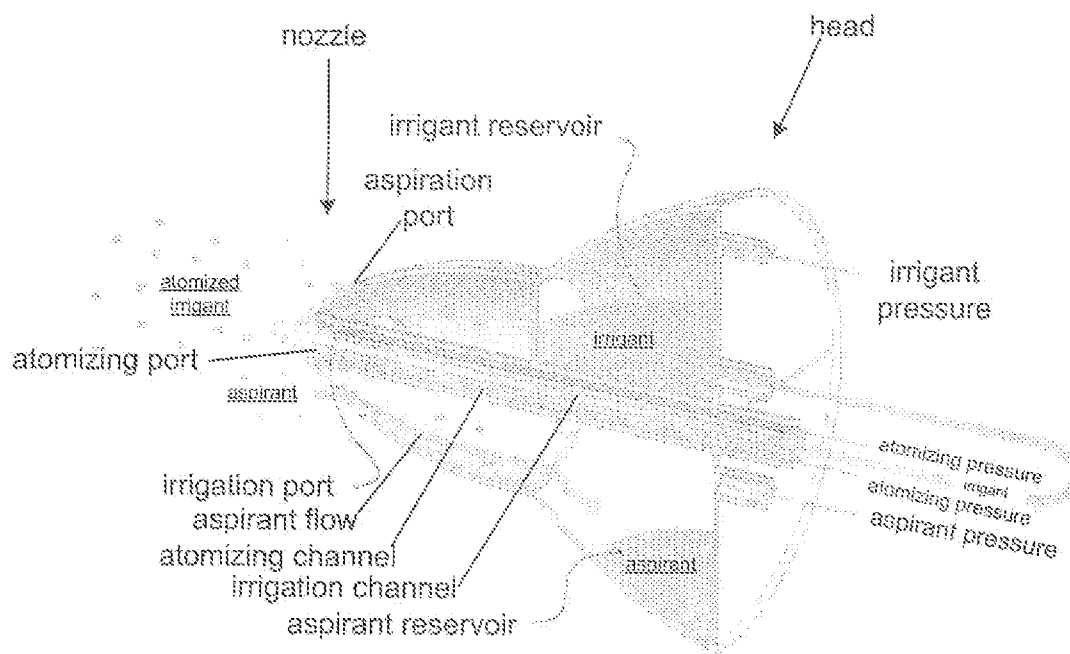 nozzle
head
irrigant reservoir
aspiration
port
atomized
irrigant
irrigant
pressure
atomizing port
irrigant
aspirant
atomizing pressure
irrigant
atomizing pressure
aspirant pressure
irrigation port
aspirant flow
atomizing channel
irrigation channel
aspirant
aspirant reservoir